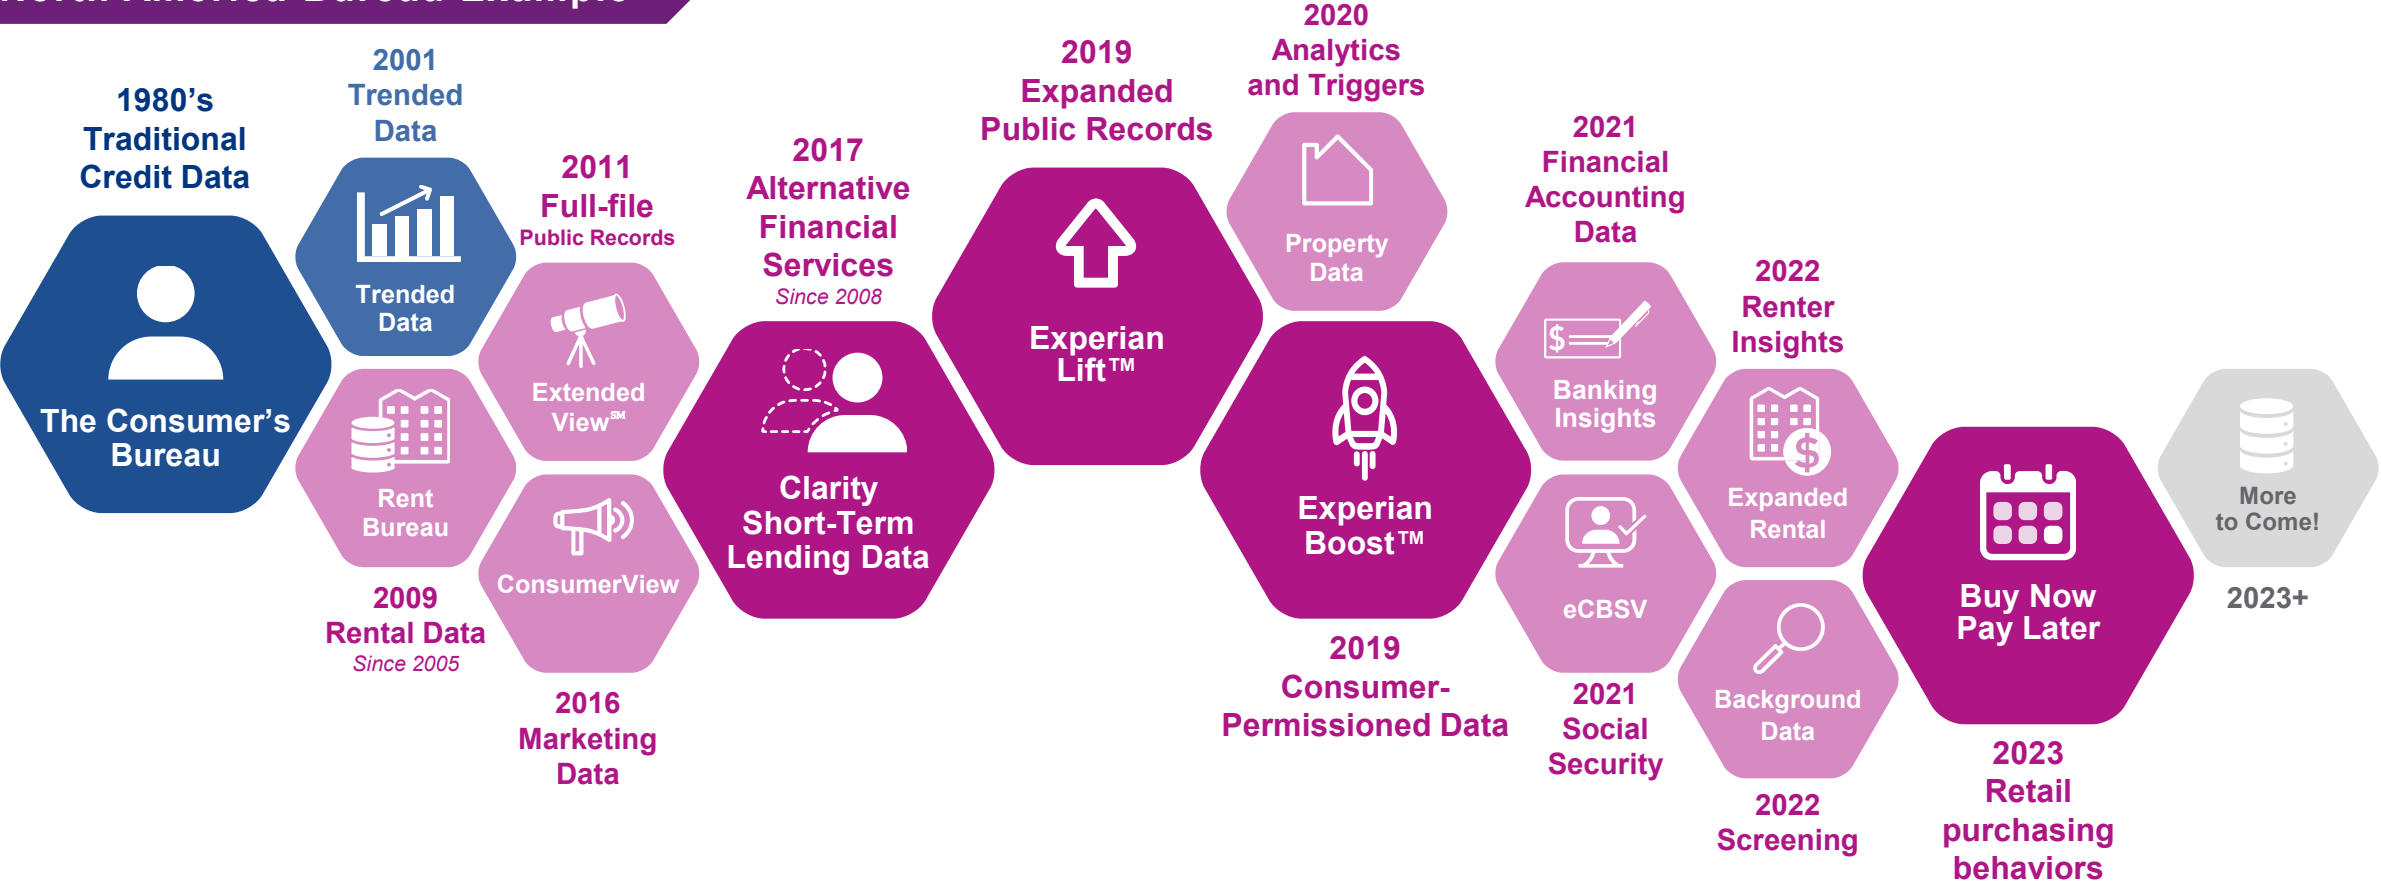 North America Bureau Example
1980's
Traditional
Credit Data
The Consumer's
Bureau
2001
Trended
Data
Trended
Data
Rent
Bureau
2009
Rental Data
Since 2005
2011
Full-file
Public Records
Extended
View℠
ConsumerView
2016
Marketing
Data
2017
Alternative
Financial
Services
Since 2008
Clarity
Short-Term
Lending Data
2019
Expanded
Public Records
Experian
Lift™
2020
Analytics
and Triggers
Property
Data
Experian
Boost™
2019
Consumer-
Permissioned Data
2021
Financial
Accounting
Data
$
Banking
Insights
eCBSV
2021
Social
Security
2022
Renter
Insights
$
Expanded
Rental
Background
Data
2022
Screening
Buy Now
Pay Later
2023
Retail
purchasing
behaviors
More
to Come!
2023+